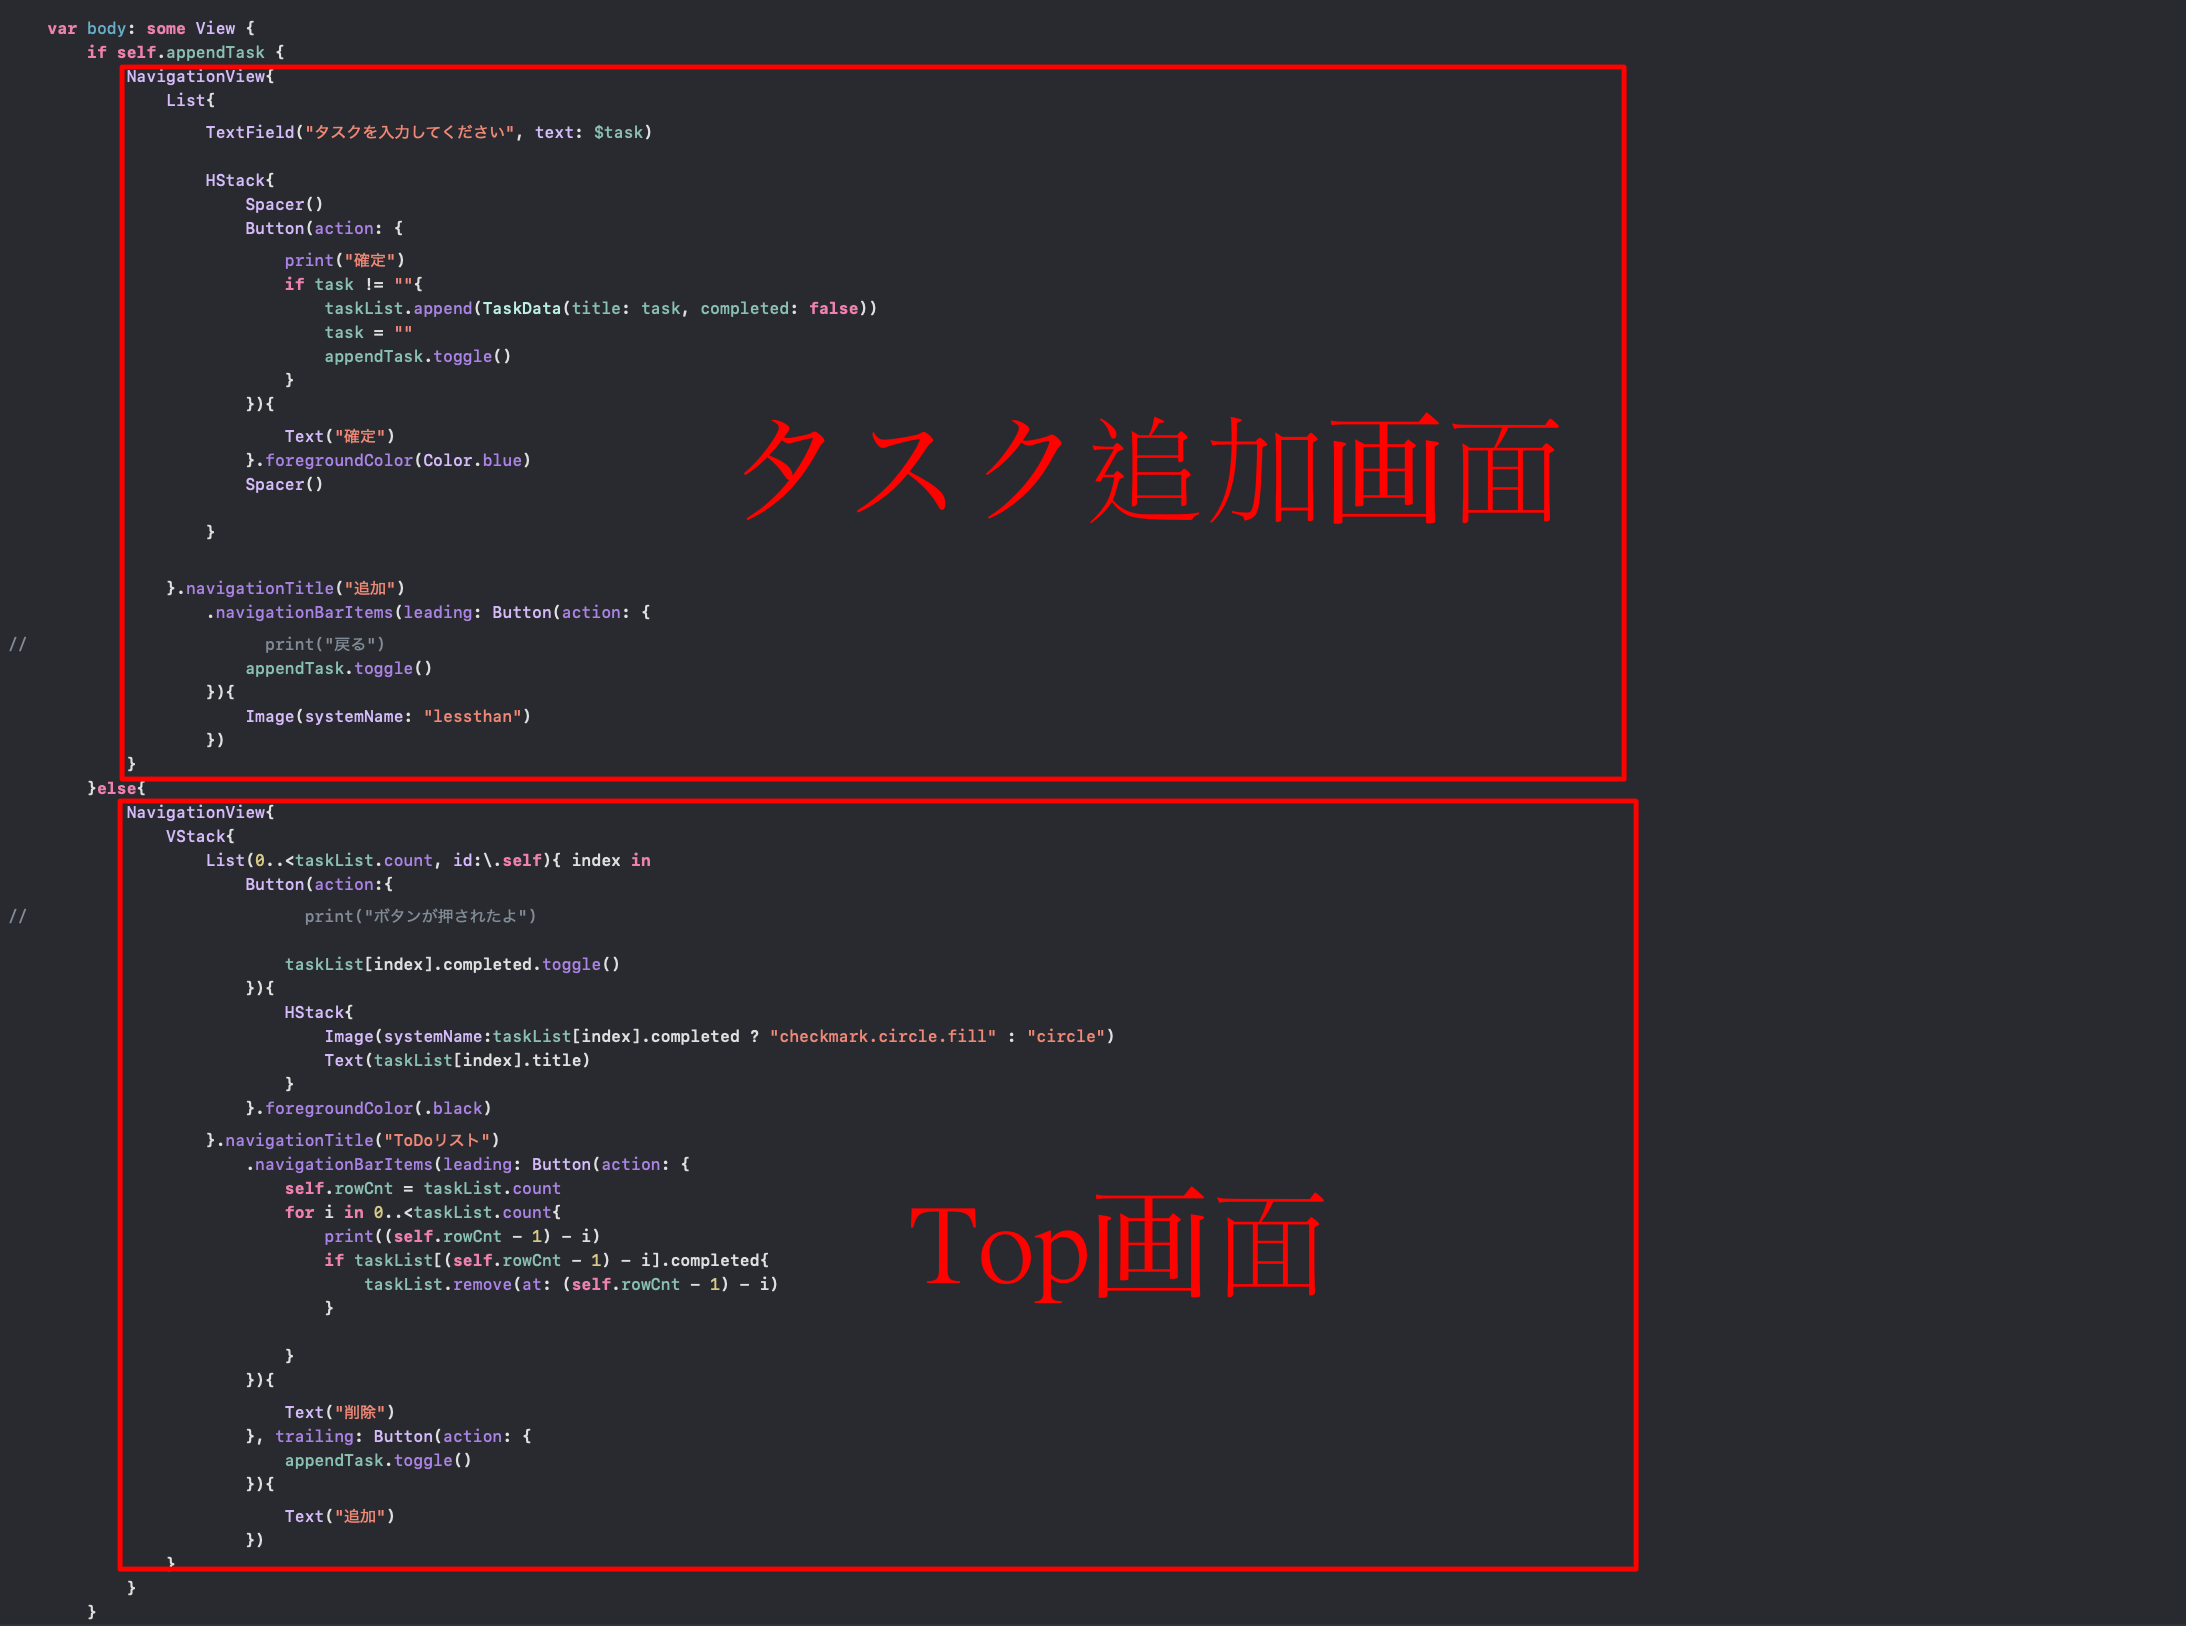 var body: some View {
if self.appendTask {
NavigationView{
List{
TextField("タスクを入力してください", text: $task)
HStack{
Spacer()
Button(action: {
print("確定")
if task != ""{
taskList.append(TaskData(title: task, completed: false))
task = ""
appendTask.toggle()
}
}){
Text("確定")
}.foregroundColor(Color.blue)
Spacer()
}
タスク追加画面
}.navigationTitle("追加")
.navigationBarItems(leading: Button(action: {
// print("戻る")
appendTask.toggle()
}){
Image(systemName: "lessthan")
})
}
}else{
NavigationView{
VStack{
List(0..<taskList.count, id:\.self){ index in
Button(action:{
// print("ボタンが押されたよ")
taskList[index].completed.toggle()
}){
HStack{
Image(systemName:taskList[index].completed ? "checkmark.circle.fill" : "circle")
Text(taskList[index].title)
}
}.foregroundColor(.black)
}.navigationTitle("ToDoリスト")
.navigationBarItems(leading: Button(action: {
self.rowCnt = taskList.count
for i in 0..<taskList.count{
print((self.rowCnt - 1) - i)
if taskList[(self.rowCnt - 1) - i].completed{
taskList.remove(at: (self.rowCnt - 1) - i)
}
Top画面
}
}){
Text("削除")
}, trailing: Button(action: {
appendTask.toggle()
}){
Text("追加")
})
}
}
}